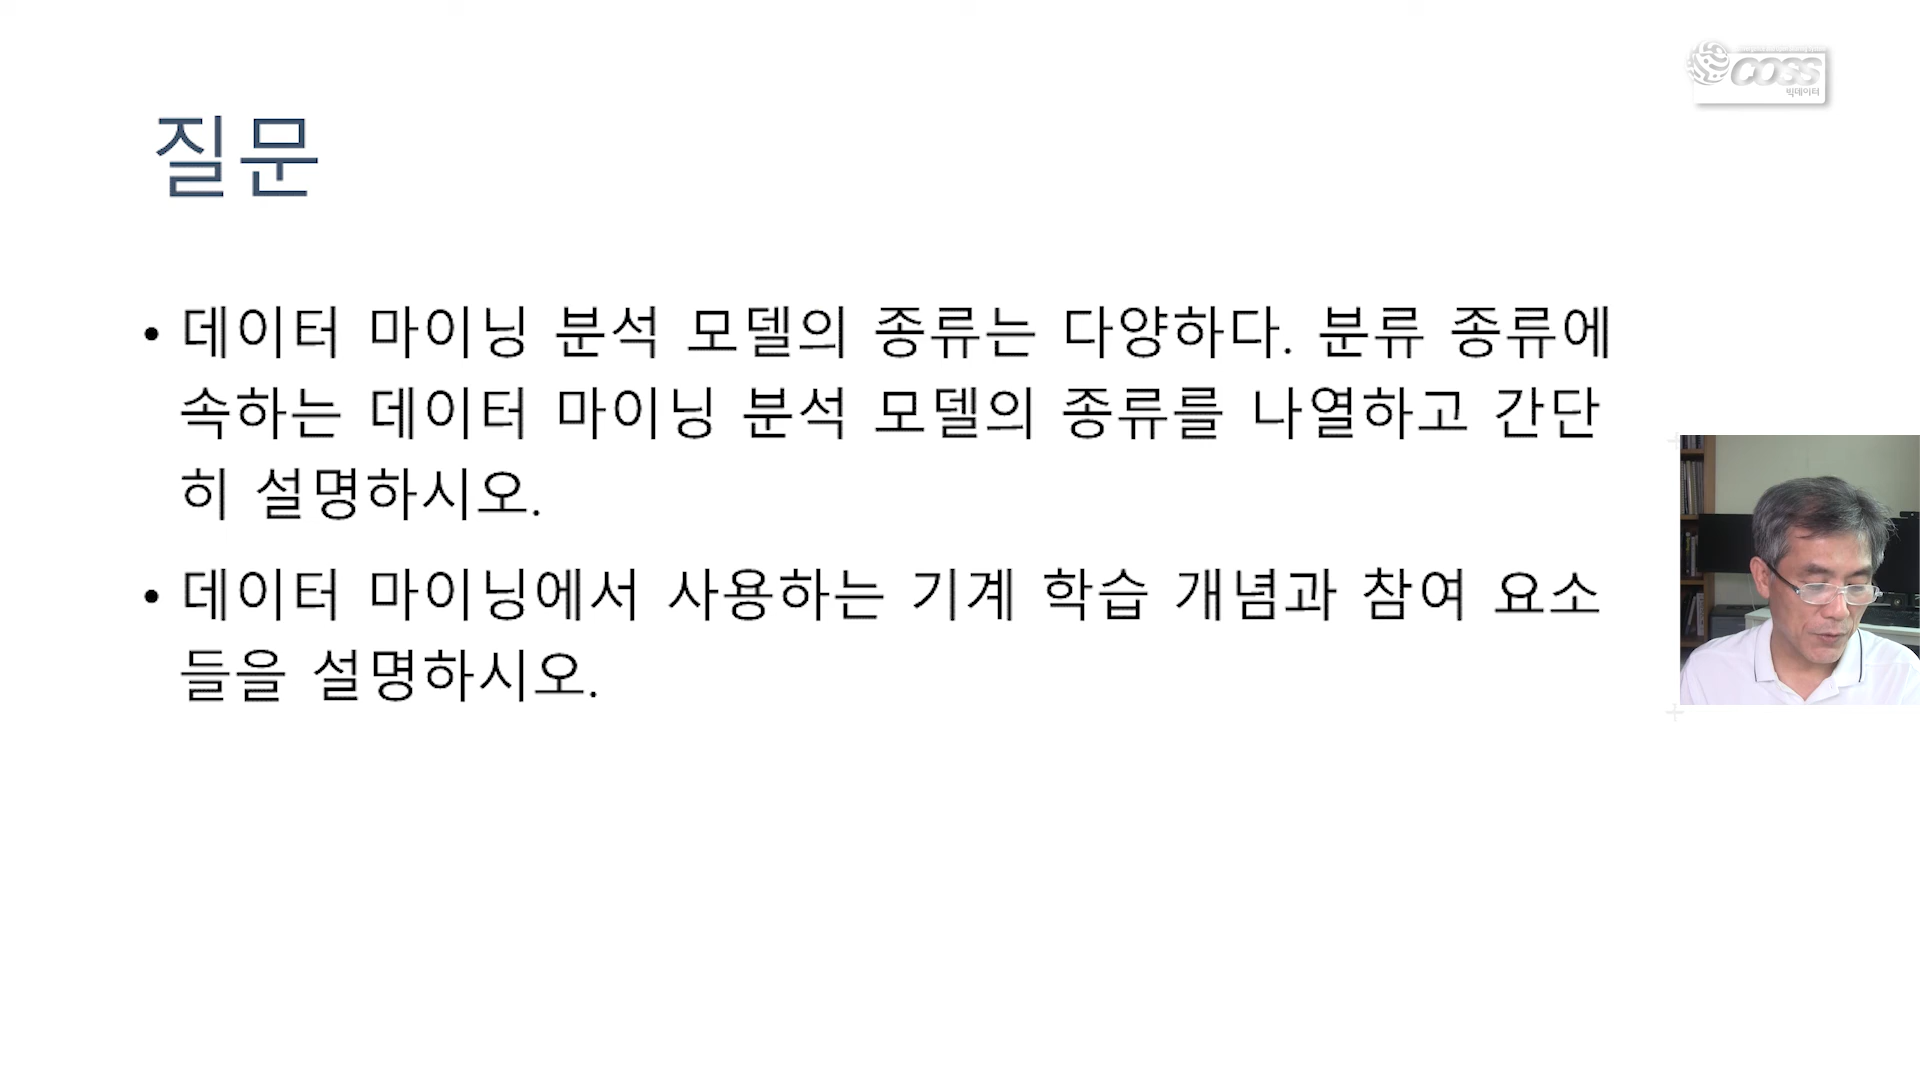 COSS
빅데이터
질문
• 데이터 마이닝 분석 모델의 종류는 다양하다. 분류 종류에
속하는 데이터 마이닝 분석 모델의 종류를 나열하고 간단
히 설명하시오.
• 데이터 마이닝에서 사용하는 기계 학습 개념과 참여 요소
들을 설명하시오.